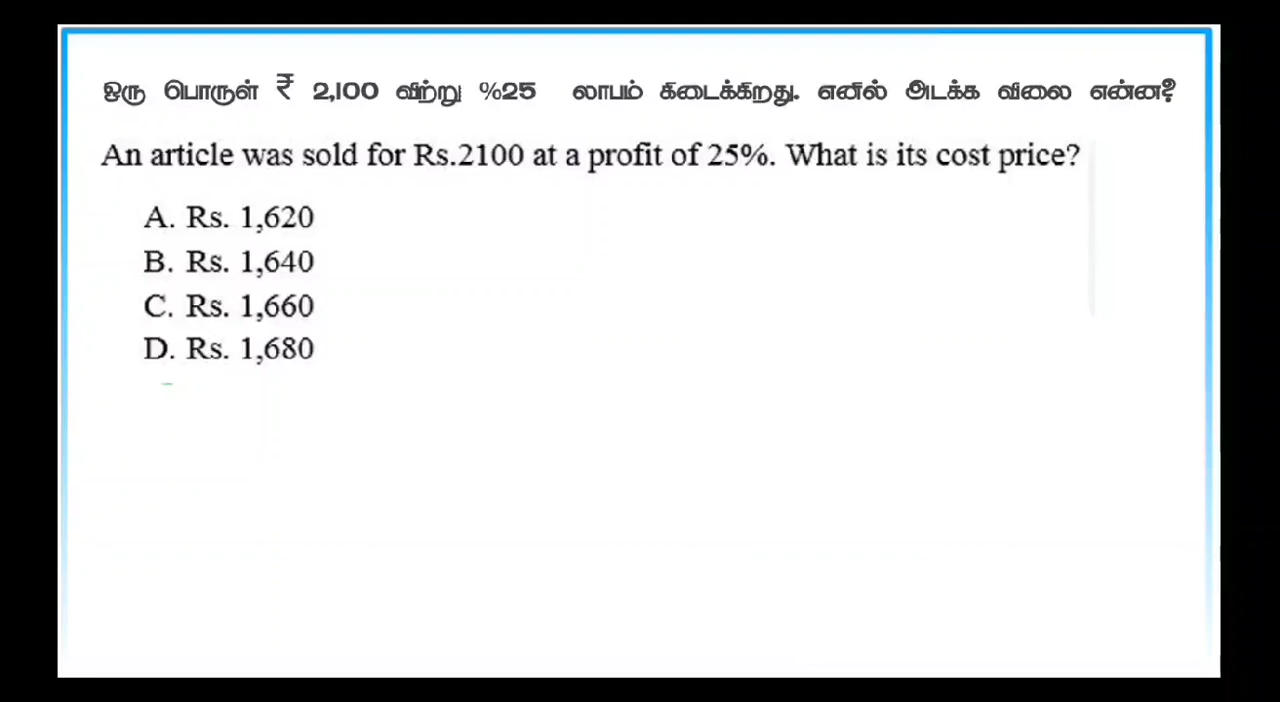 ஒரு பொருள் ₹ 2,100 விற்று %25 லாபம் கிடைக்கிறது. எனில் அடக்க விலை என்ன?
An article was sold for Rs.2100 at a profit of 25%. What is its cost price?
A. Rs. 1,620
B. Rs. 1,640
C. Rs. 1,660
D. Rs. 1,680